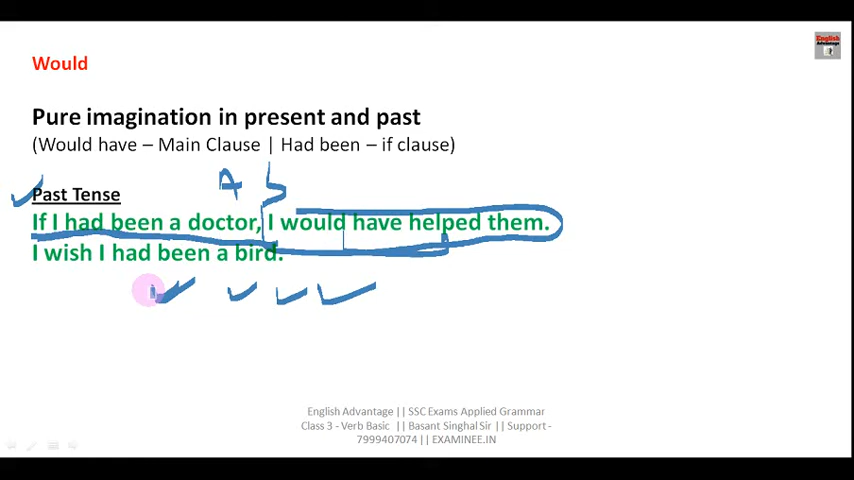 English
Advantage
Would
Pure imagination in present and past
(Would have – Main Clause | Had been – if clause)
Past Tense
If I had been a doctor, I would have helped them.
I wish I had been a bird.
English Advantage || SSC Exams Applied Grammar
Class 3 - Verb Basic || Basant Singhal Sir || Support -
7999407074 || EXAMINEE.IN